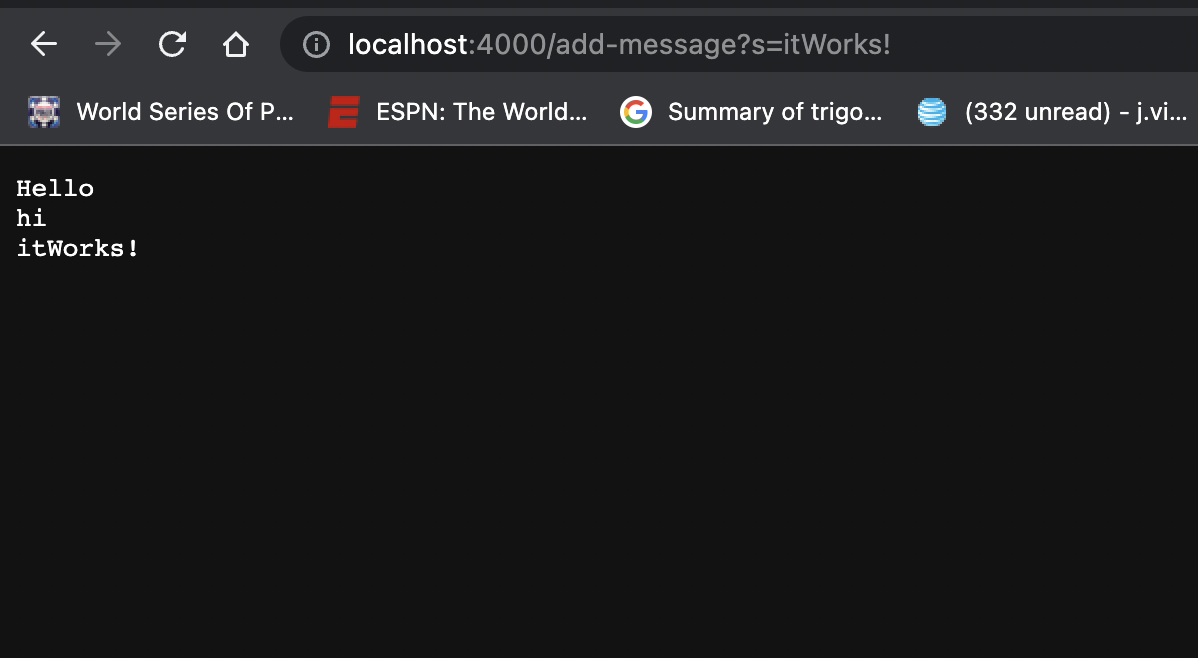 localhost:4000/add-message?s=itWorks!
World Series Of P... ESPN: The World... Summary of trigo... (332 unread) - j.vi...
Hello
hi
itWorks!